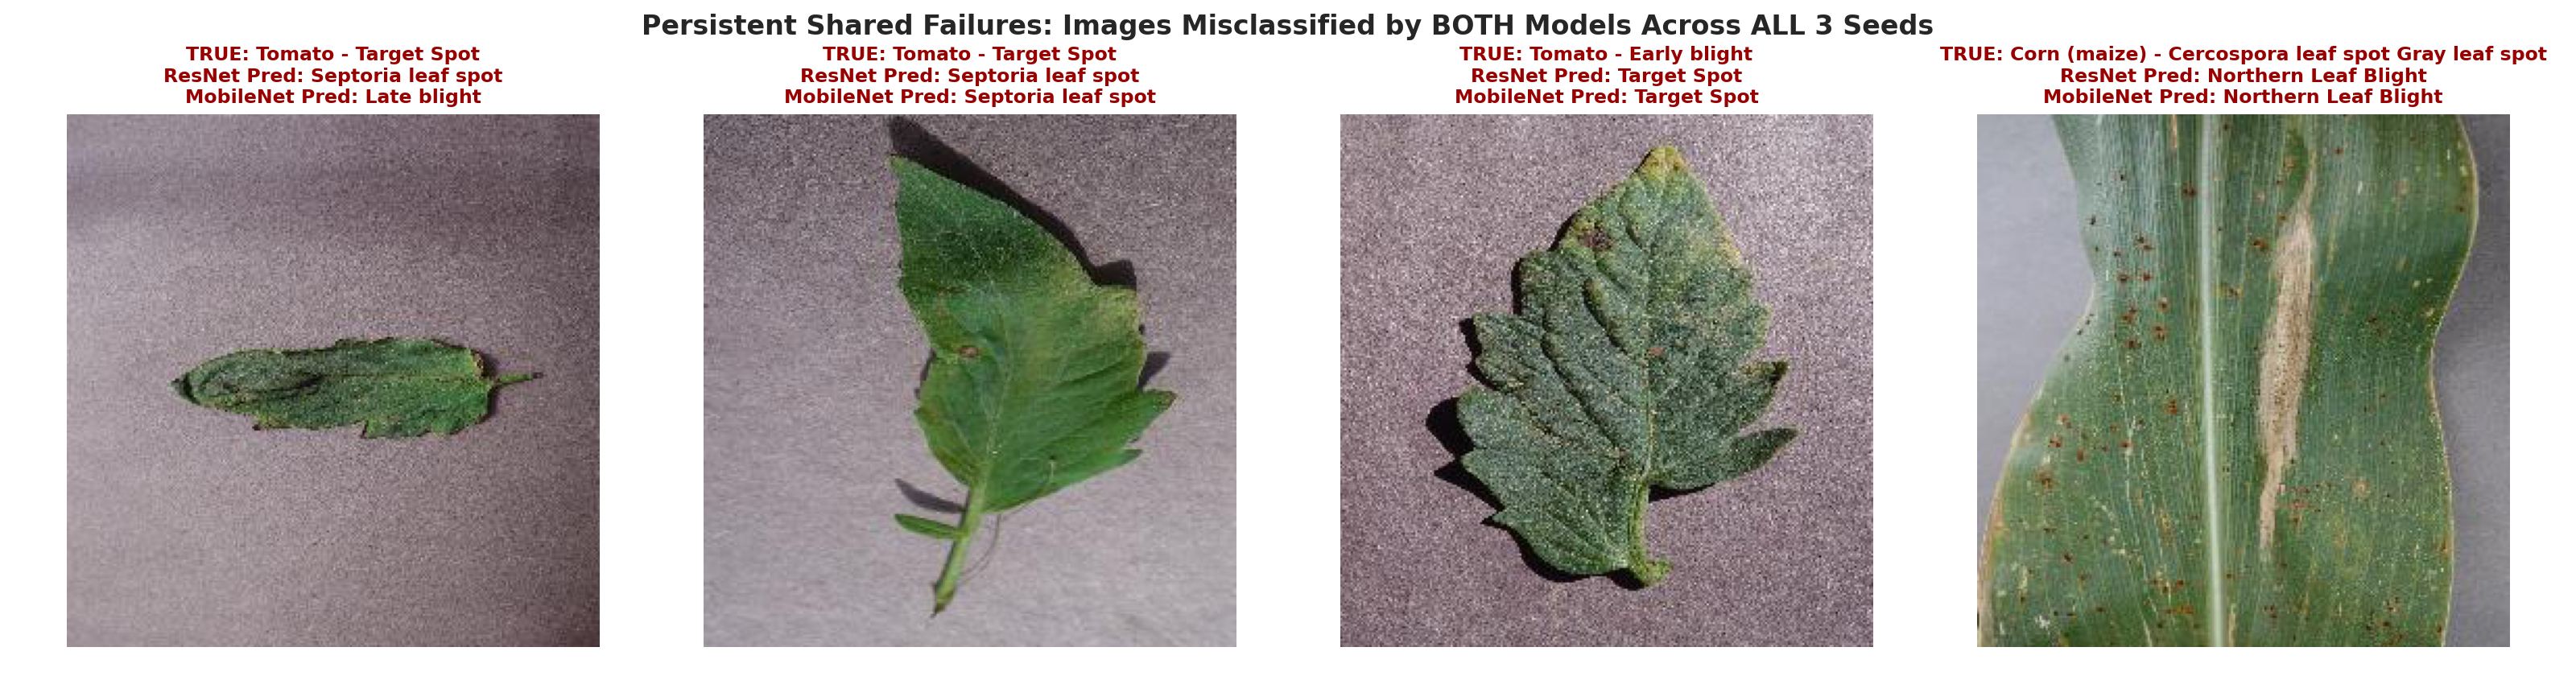 Persistent Shared Failures: Images Misclassified by BOTH Models Across ALL 3 Seeds
TRUE: Tomato - Target Spot
ResNet Pred: Septoria leaf spot
MobileNet Pred: Late blight
TRUE: Tomato - Target Spot
ResNet Pred: Septoria leaf spot
MobileNet Pred: Septoria leaf spot
TRUE: Tomato - Early blight
ResNet Pred: Target Spot
MobileNet Pred: Target Spot
TRUE: Corn (maize) - Cercospora leaf spot Gray leaf spot
ResNet Pred: Northern Leaf Blight
MobileNet Pred: Northern Leaf Blight